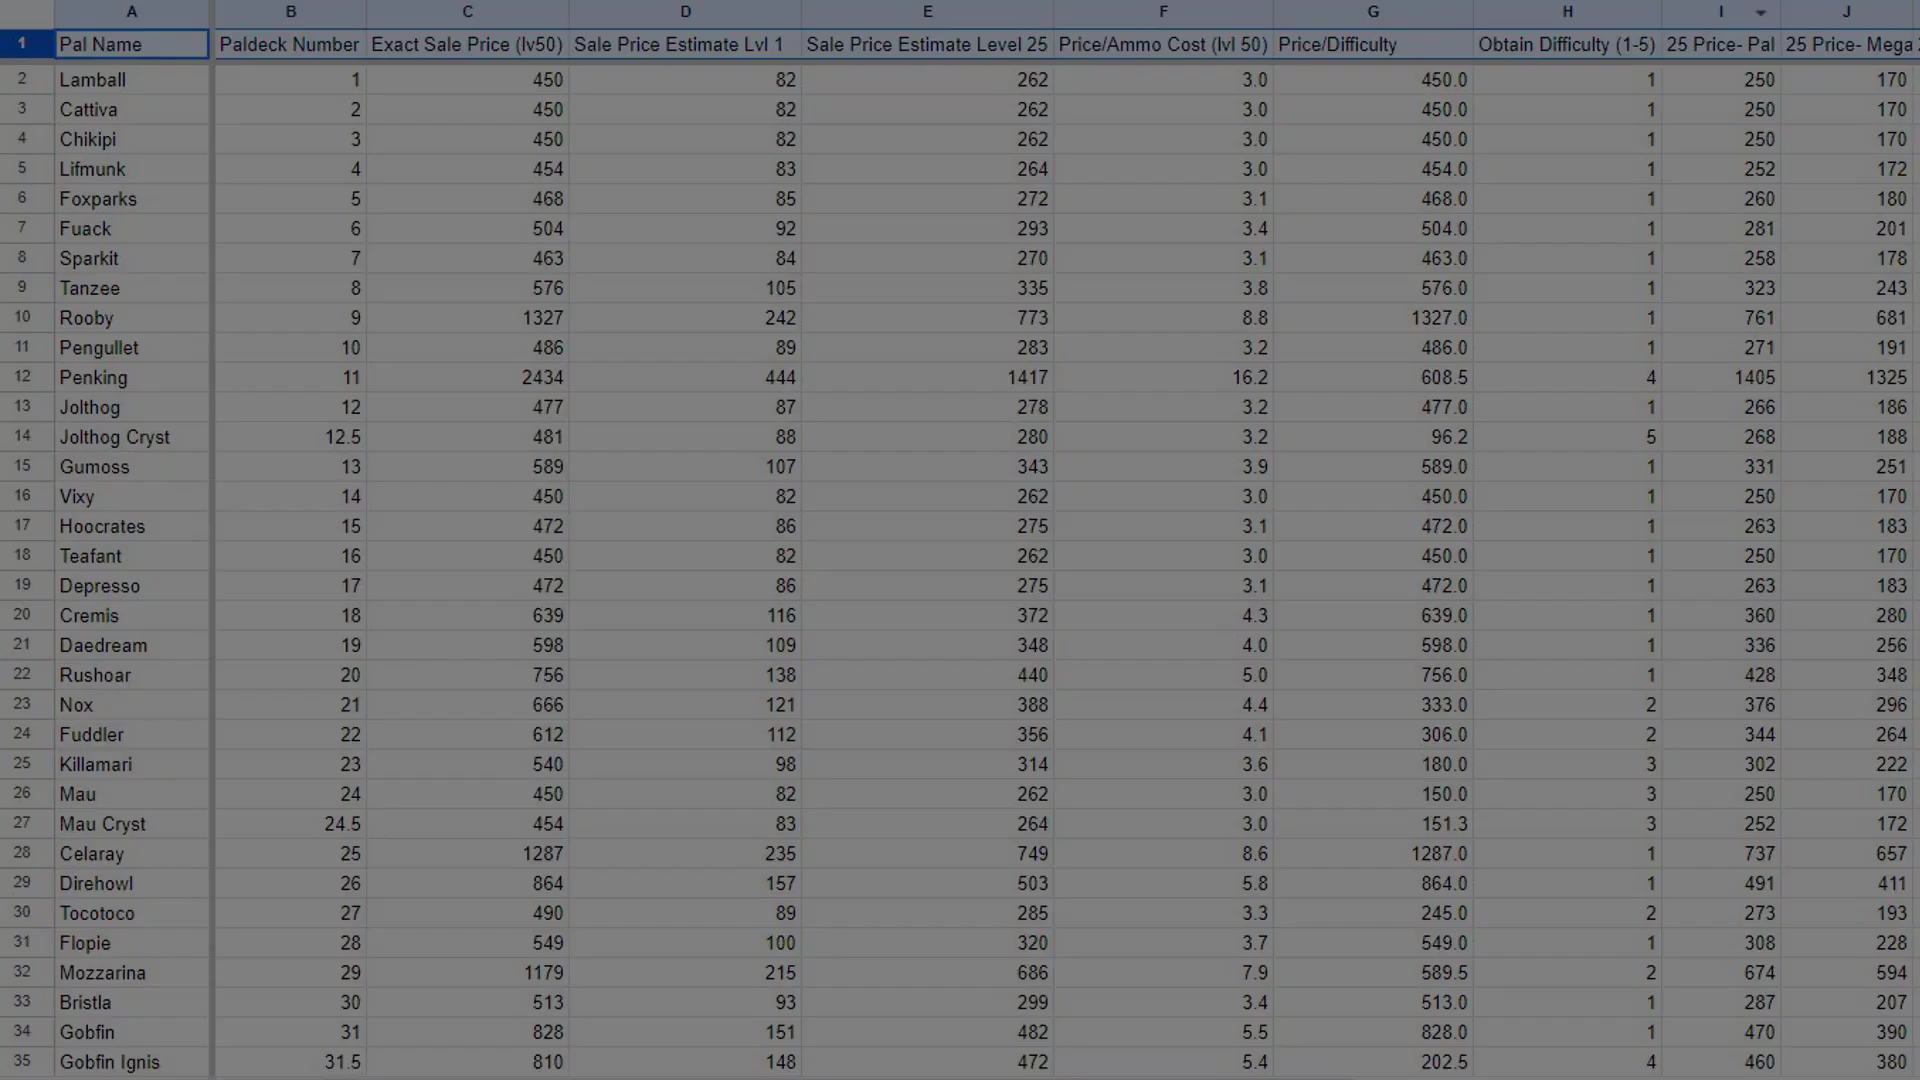 A B C D E F G H I J
1 Pal Name Paldeck Number Exact Sale Price (lv50) Sale Price Estimate Lvl 1 Sale Price Estimate Level 25 Price/Ammo Cost (lvl 50) Price/Difficulty Obtain Difficulty (1-5) 25 Price- Pal 25 Price- Mega
2 Lamball 1 450 82 262 3.0 450.0 1 250 170
3 Cattiva 2 450 82 262 3.0 450.0 1 250 170
4 Chikipi 3 450 82 262 3.0 450.0 1 250 170
5 Lifmunk 4 454 83 264 3.0 454.0 1 252 172
6 Foxparks 5 468 85 272 3.1 468.0 1 260 180
7 Fuack 6 504 92 293 3.4 504.0 1 281 201
8 Sparkit 7 463 84 270 3.1 463.0 1 258 178
9 Tanzee 8 576 105 335 3.8 576.0 1 323 243
10 Rooby 9 1327 242 773 8.8 1327.0 1 761 681
11 Pengullet 10 486 89 283 3.2 486.0 1 271 191
12 Penking 11 2434 444 1417 16.2 608.5 4 1405 1325
13 Jolthog 12 477 87 278 3.2 477.0 1 266 186
14 Jolthog Cryst 12.5 481 88 280 3.2 96.2 5 268 188
15 Gumoss 13 589 107 343 3.9 589.0 1 331 251
16 Vixy 14 450 82 262 3.0 450.0 1 250 170
17 Hoocrates 15 472 86 275 3.1 472.0 1 263 183
18 Teafant 16 450 82 262 3.0 450.0 1 250 170
19 Depresso 17 472 86 275 3.1 472.0 1 263 183
20 Cremis 18 639 116 372 4.3 639.0 1 360 280
21 Daedream 19 598 109 348 4.0 598.0 1 336 256
22 Rushoar 20 756 138 440 5.0 756.0 1 428 348
23 Nox 21 666 121 388 4.4 333.0 2 376 296
24 Fuddler 22 612 112 356 4.1 306.0 2 344 264
25 Killamari 23 540 98 314 3.6 180.0 3 302 222
26 Mau 24 450 82 262 3.0 150.0 3 250 170
27 Mau Cryst 24.5 454 83 264 3.0 151.3 3 252 172
28 Celaray 25 1287 235 749 8.6 1287.0 1 737 657
29 Direhowl 26 864 157 503 5.8 864.0 1 491 411
30 Tocotoco 27 490 89 285 3.3 245.0 2 273 193
31 Flopie 28 549 100 320 3.7 549.0 1 308 228
32 Mozzarina 29 1179 215 686 7.9 589.5 2 674 594
33 Bristla 30 513 93 299 3.4 513.0 1 287 207
34 Gobfin 31 828 151 482 5.5 828.0 1 470 390
35 Gobfin Ignis 31.5 810 148 472 5.4 202.5 4 460 380